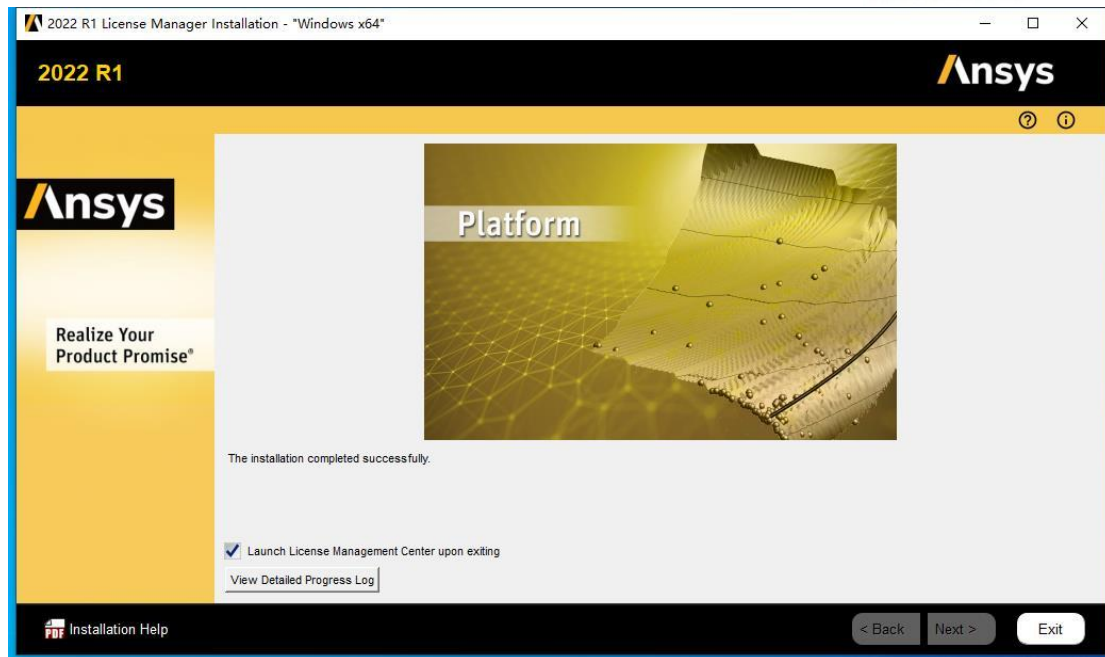 2022 R1 License Manager Installation - "Windows x64"
2022 R1
Ansys
Ansys
Platform
Realize Your
Product Promise®
The installation completed successfully.
Launch License Management Center upon exiting
View Detailed Progress Log
PDF Installation Help
< Back
Next >
Exit